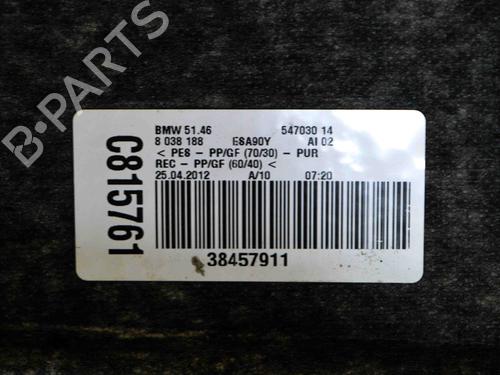 BMW 51.46 547030 14
8 038 188 ESA90Y AI 02
< PES - PP/GF (70/30) - PUR
REC - PP/GF (60/40) <
25.04.2012 A/10 07:20
38457911
C815761
B-PARTS